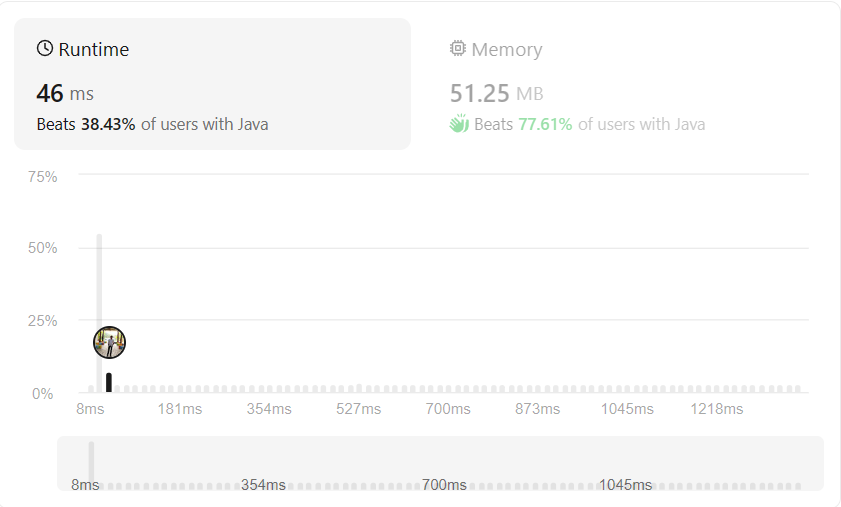 Runtime
46 ms
Beats 38.43% of users with Java
Memory
51.25 MB
Beats 77.61% of users with Java
75%
50%
25%
0%
8ms 181ms 354ms 527ms 700ms 873ms 1045ms 1218ms
8ms 354ms 700ms 1045ms